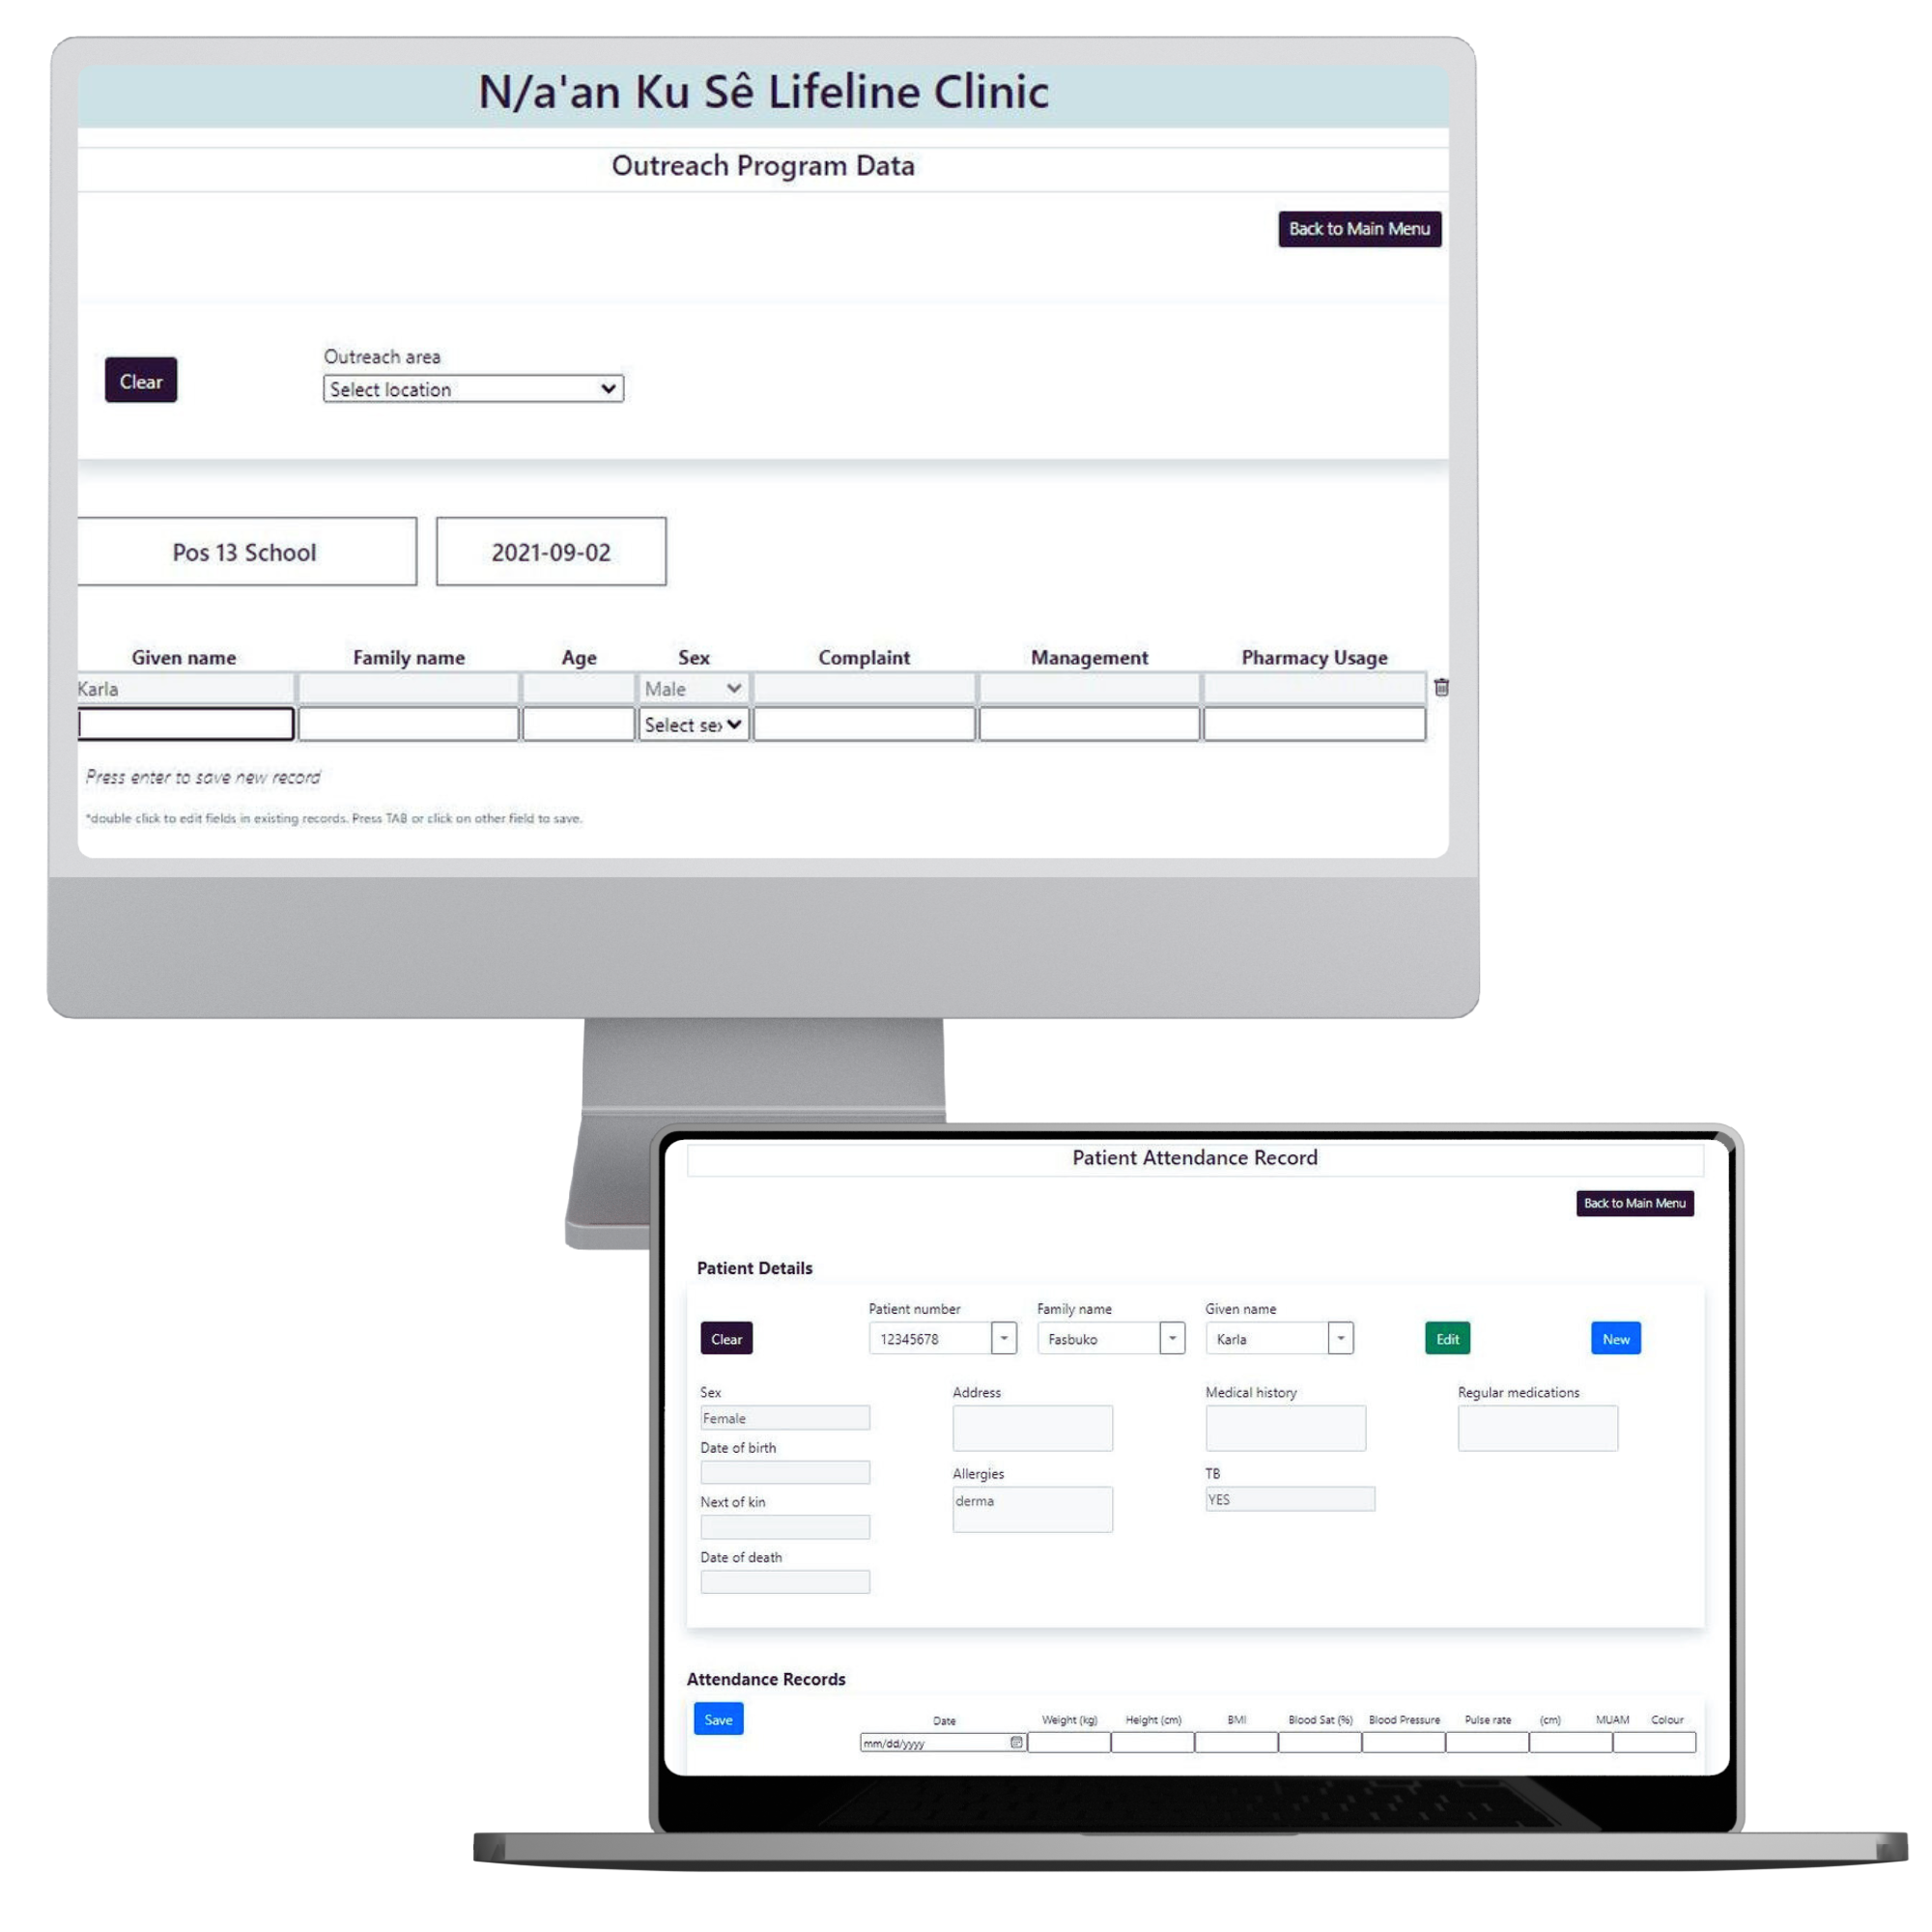 N/a'an Ku Sê Lifeline Clinic
Outreach Program Data
Back to Main Menu
Outreach area
Clear
Select location
Pos 13 School 2021-09-02
Given name Family name Age Sex Complaint Management Pharmacy Usage
Karla Male
Select sex
Press enter to save new record
*double click to edit fields in existing records. Press TAB or click on other field to save.
Patient Attendance Record
Back to Main Menu
Patient Details
Patient number Family name Given name
Clear 12345678 Fasbuko Karla Edit New
Sex Address Medical history Regular medications
Female
Date of birth
Allergies TB
derma YES
Next of kin
Date of death
Attendance Records
Save Date Weight (kg) Height (cm) BMI Blood Sat (%) Blood Pressure Pulse rate (cm) MUAM Colour
mm/dd/yyyy